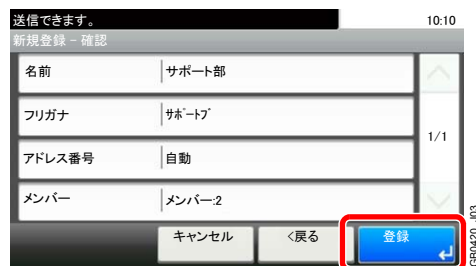 送信できます。 10:10
新規登録 - 確認
名前 サポート部
フリガナ ｻﾎﾟｰﾄﾌﾞ
1/1
アドレス番号 自動
メンバー メンバー:2
キャンセル <戻る 登録
GB0420_J03